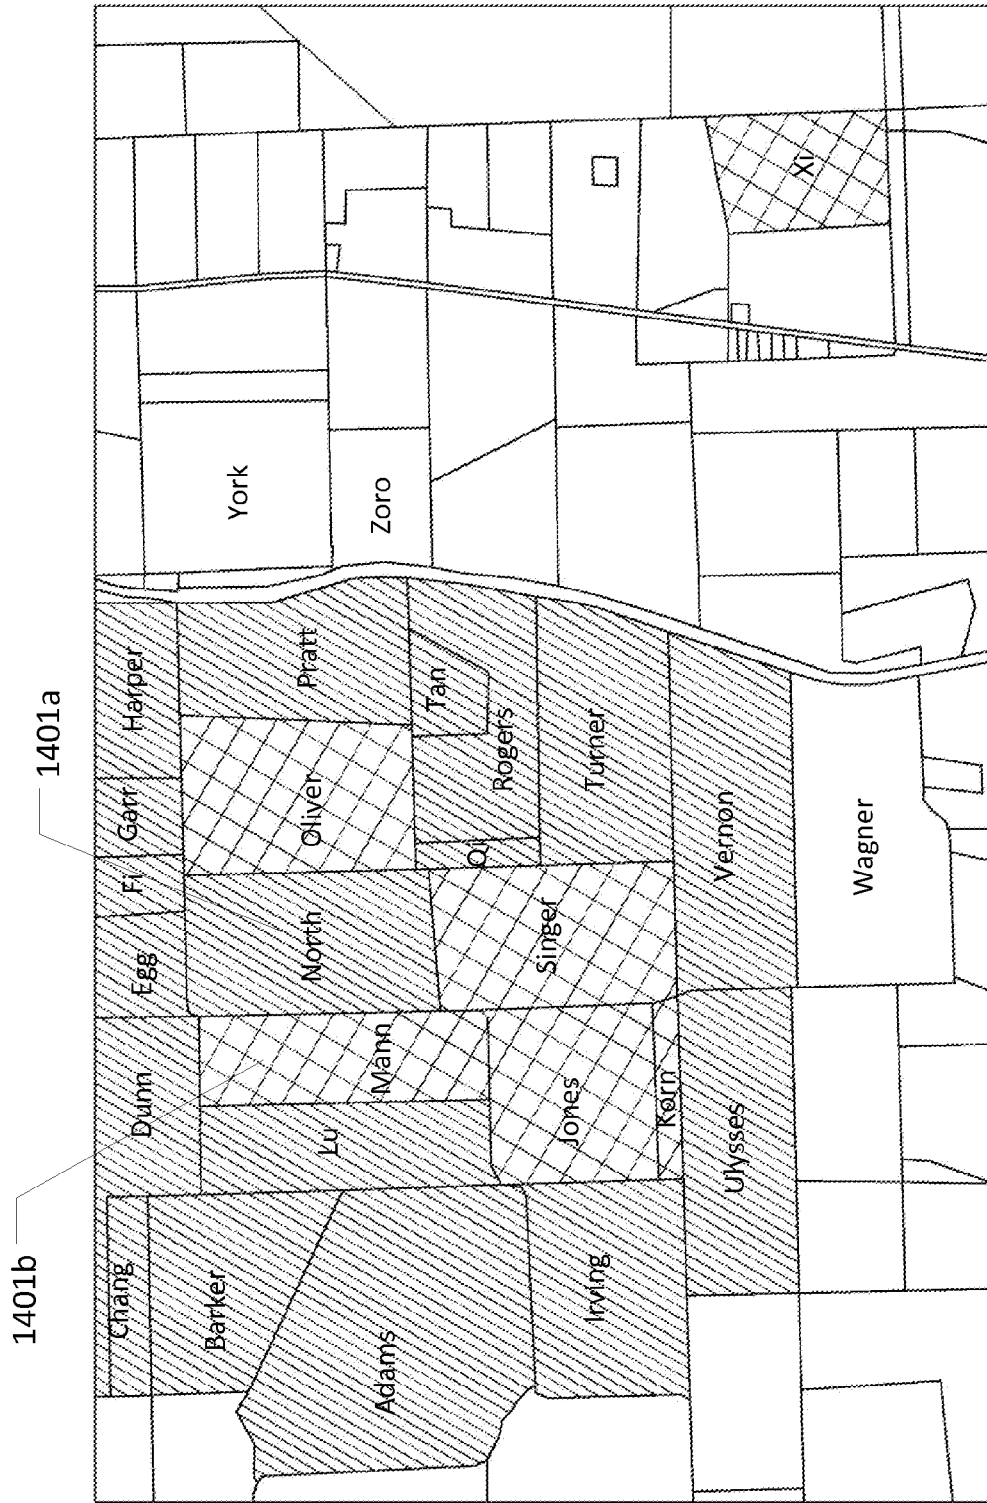 1401b
1401a
Chang
Dunn
Egg
Fi
Garr
Harper
Barker
Lu
Mann
North
Oliver
Pratt
York
Adams
Tan
Zoro
Qi
Rogers
Irving
Jones
Singer
Turner
Korn
Ulysses
Vernon
Wagner
Xi